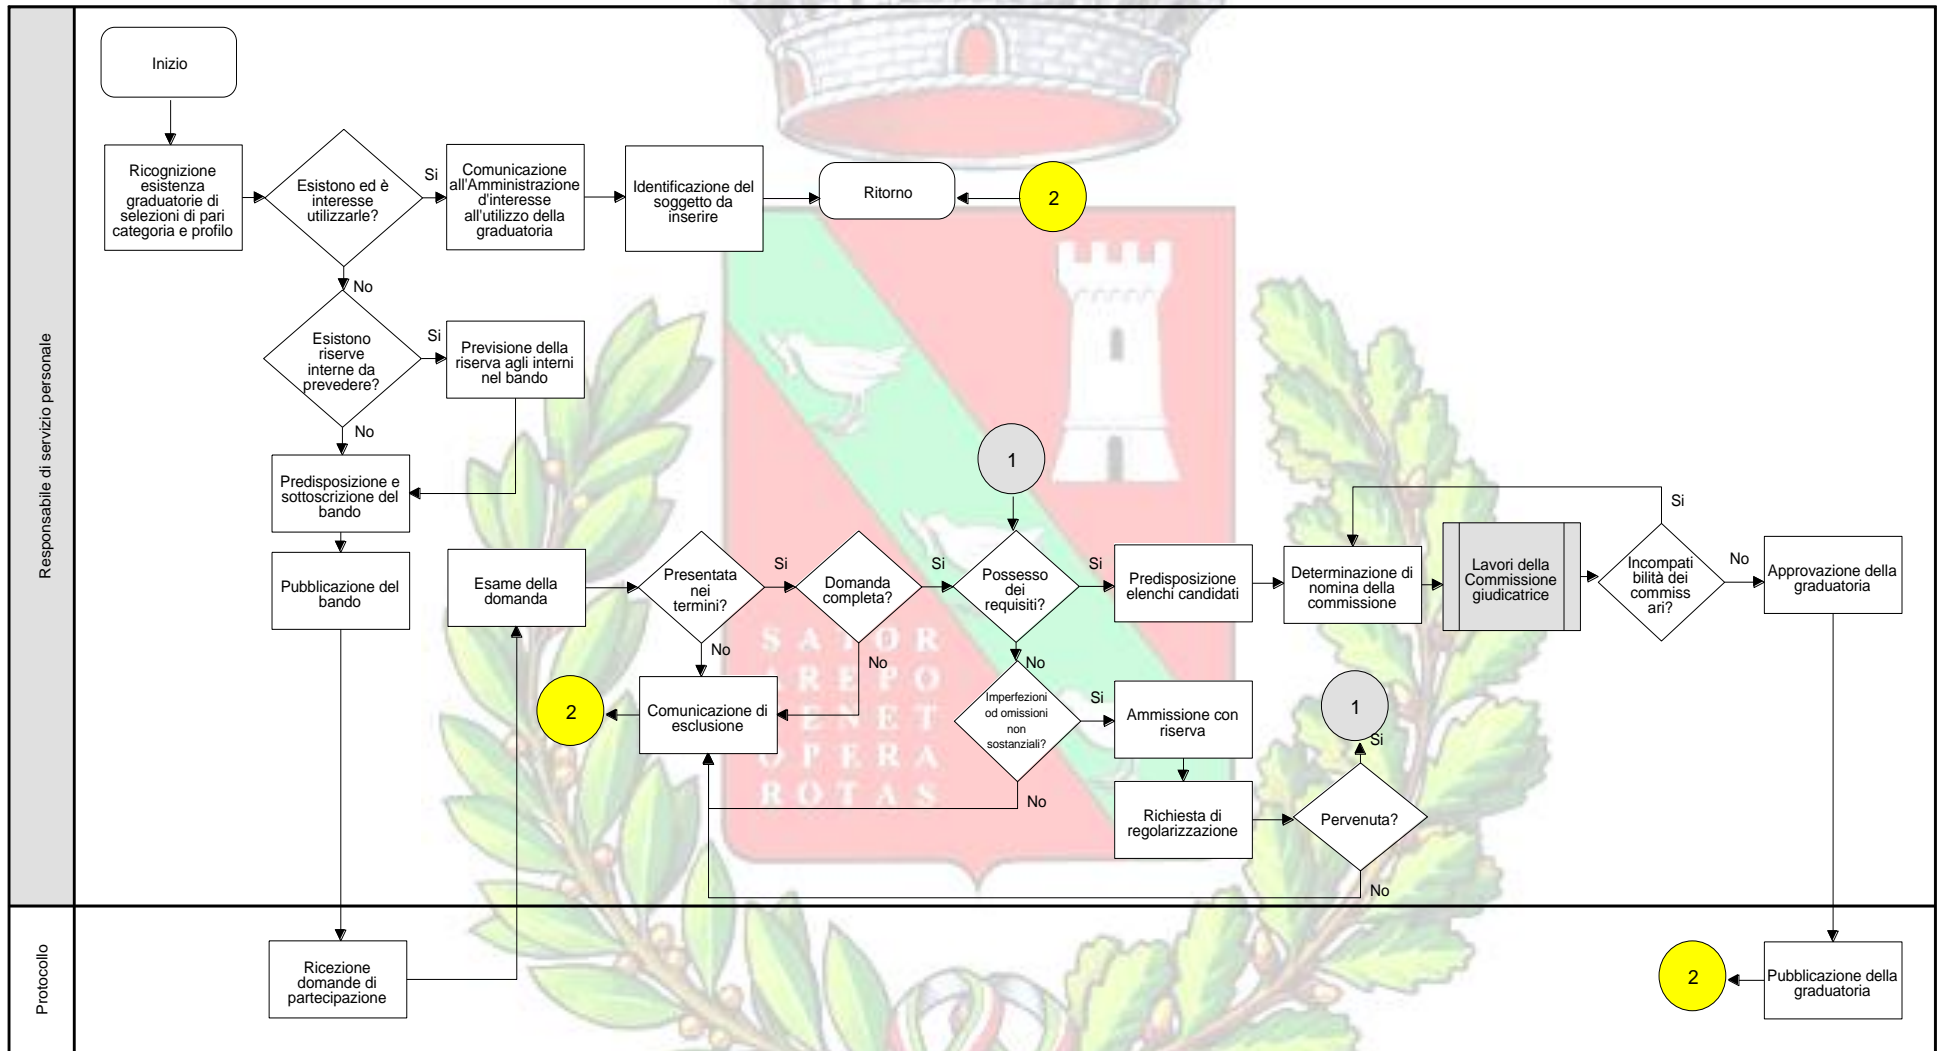 Responsabile di servizio personale
Inizio
Ricognizione
esistenza
graduatorie di
selezioni di pari
categoria e profilo
Esistono ed è
interesse
utilizzarle?
Si
Comunicazione
all'Amministrazione
d'interesse
all'utilizzo della
graduatoria
Identificazione del
soggetto da
inserire
Ritorno
2
No
Esistono
riserve
interne da
prevedere?
Si
Previsione della
riserva agli interni
nel bando
No
Predisposizione e
sottoscrizione del
bando
Pubblicazione del
bando
Esame della
domanda
Presentata
nei
termini?
Si
Domanda
completa?
Si
1
Possesso
dei
requisiti?
Si
Predisposizione
elenchi candidati
Determinazione di
nomina della
commissione
Lavori della
Commissione
giudicatrice
Si
Incompati
bilità dei
commiss
ari?
No
Approvazione della
graduatoria
No
No
No
2
Comunicazione di
esclusione
Imperfezioni
od omissioni
non
sostanziali?
Si
Ammissione con
riserva
1
Si
No
Richiesta di
regolarizzazione
Pervenuta?
No
SATOR
AREPO
TENET
OPERA
ROTAS
Protocollo
Ricezione
domande di
partecipazione
2
Pubblicazione della
graduatoria